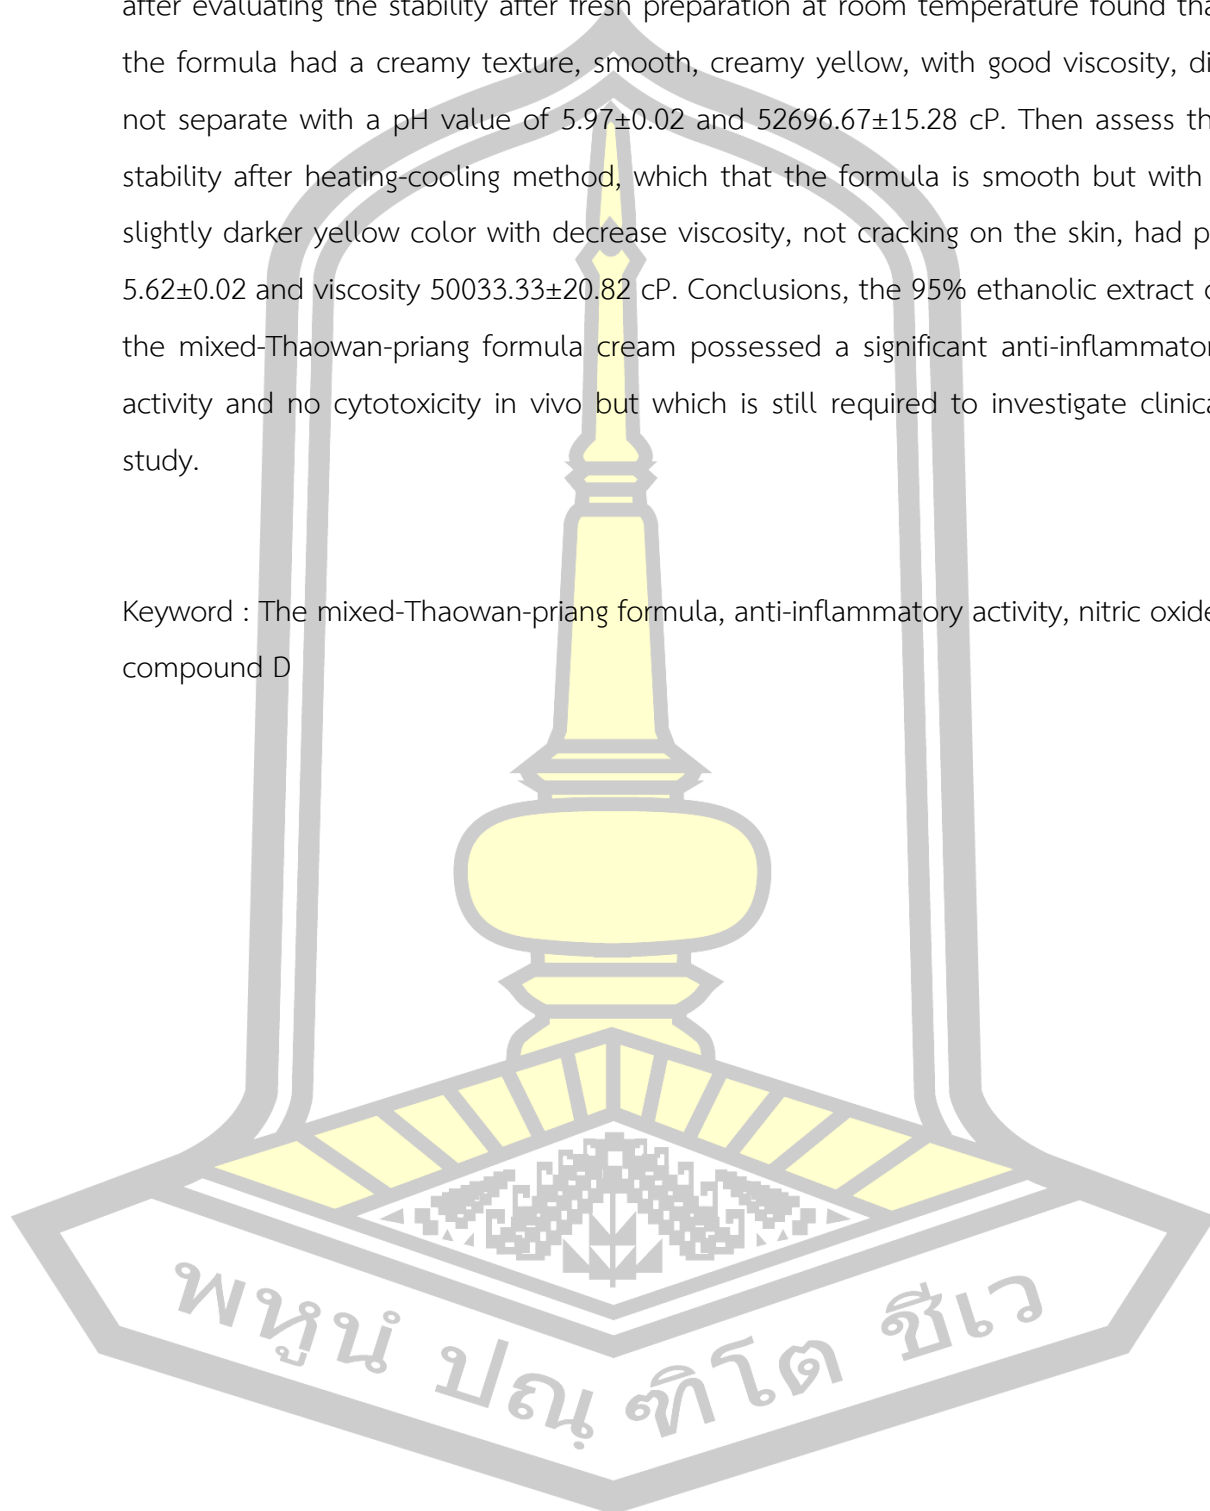 after evaluating the stability after fresh preparation at room temperature found tha
the formula had a creamy texture, smooth, creamy yellow, with good viscosity, di
not separate with a pH value of 5.97±0.02 and 52696.67±15.28 cP. Then assess th
stability after heating-cooling method, which that the formula is smooth but with
slightly darker yellow color with decrease viscosity, not cracking on the skin, had p
5.62±0.02 and viscosity 50033.33±20.82 cP. Conclusions, the 95% ethanolic extract o
the mixed-Thaowan-priang formula cream possessed a significant anti-inflammator
activity and no cytotoxicity in vivo but which is still required to investigate clinica
study.
Keyword : The mixed-Thaowan-priang formula, anti-inflammatory activity, nitric oxide
compound D
พหูนํ ปณฺฑิโต ชีเว